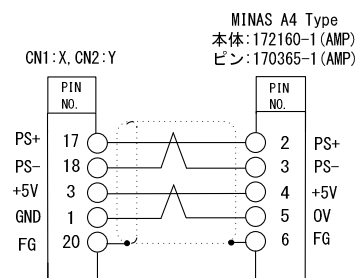 MINAS A4 Type
本体:172160-1(AMP)
CN1:X,CN2:Y
ピン:170365-1(AMP)
PIN NO.
PIN NO.
PS+ 17 2 PS+
PS- 18 3 PS-
+5V 3 4 +5V
GND 1 5 0V
FG 20 6 FG